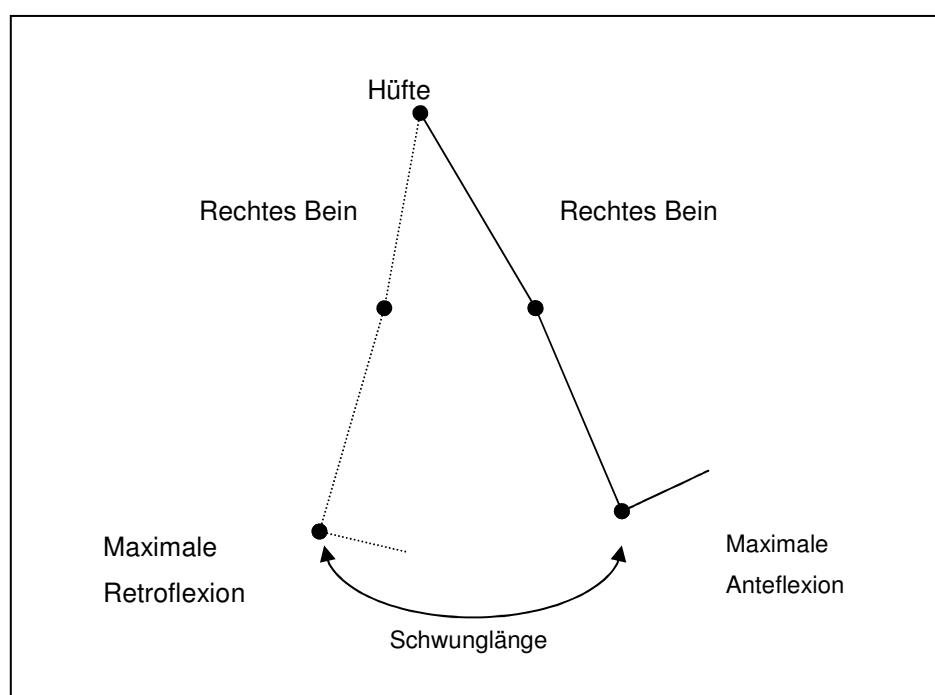 Hüfte
Rechtes Bein
Rechtes Bein
Maximale
Retroflexion
Maximale
Anteflexion
Schwunglänge